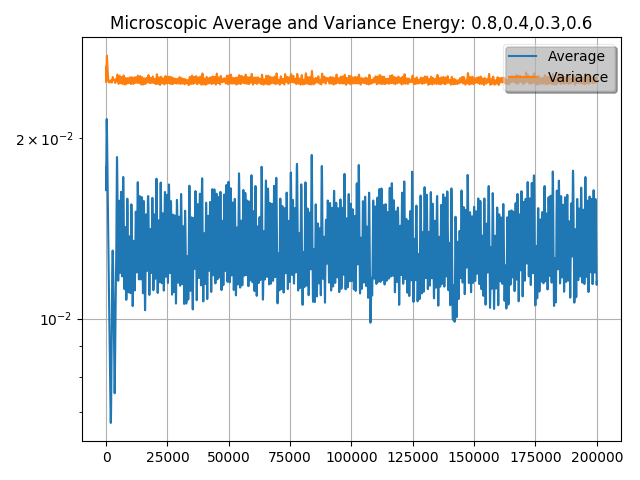 Microscopic Average and Variance Energy: 0.8,0.4,0.3,0.6
Average
Variance
2 × 10⁻²
10⁻²
0 25000 50000 75000 100000 125000 150000 175000 200000